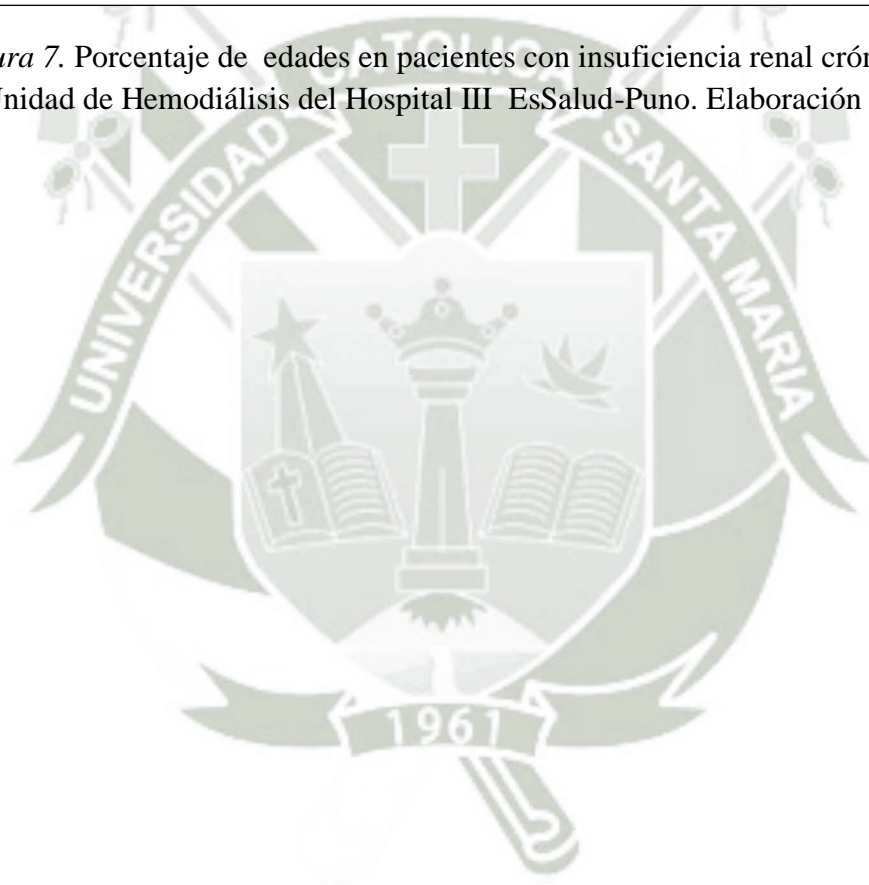 ura 7. Porcentaje de edades en pacientes con insuficiencia renal crón
Unidad de Hemodiálisis del Hospital III EsSalud-Puno. Elaboración
UNIVERSIDAD CATOLICA SANTA MARIA
1961